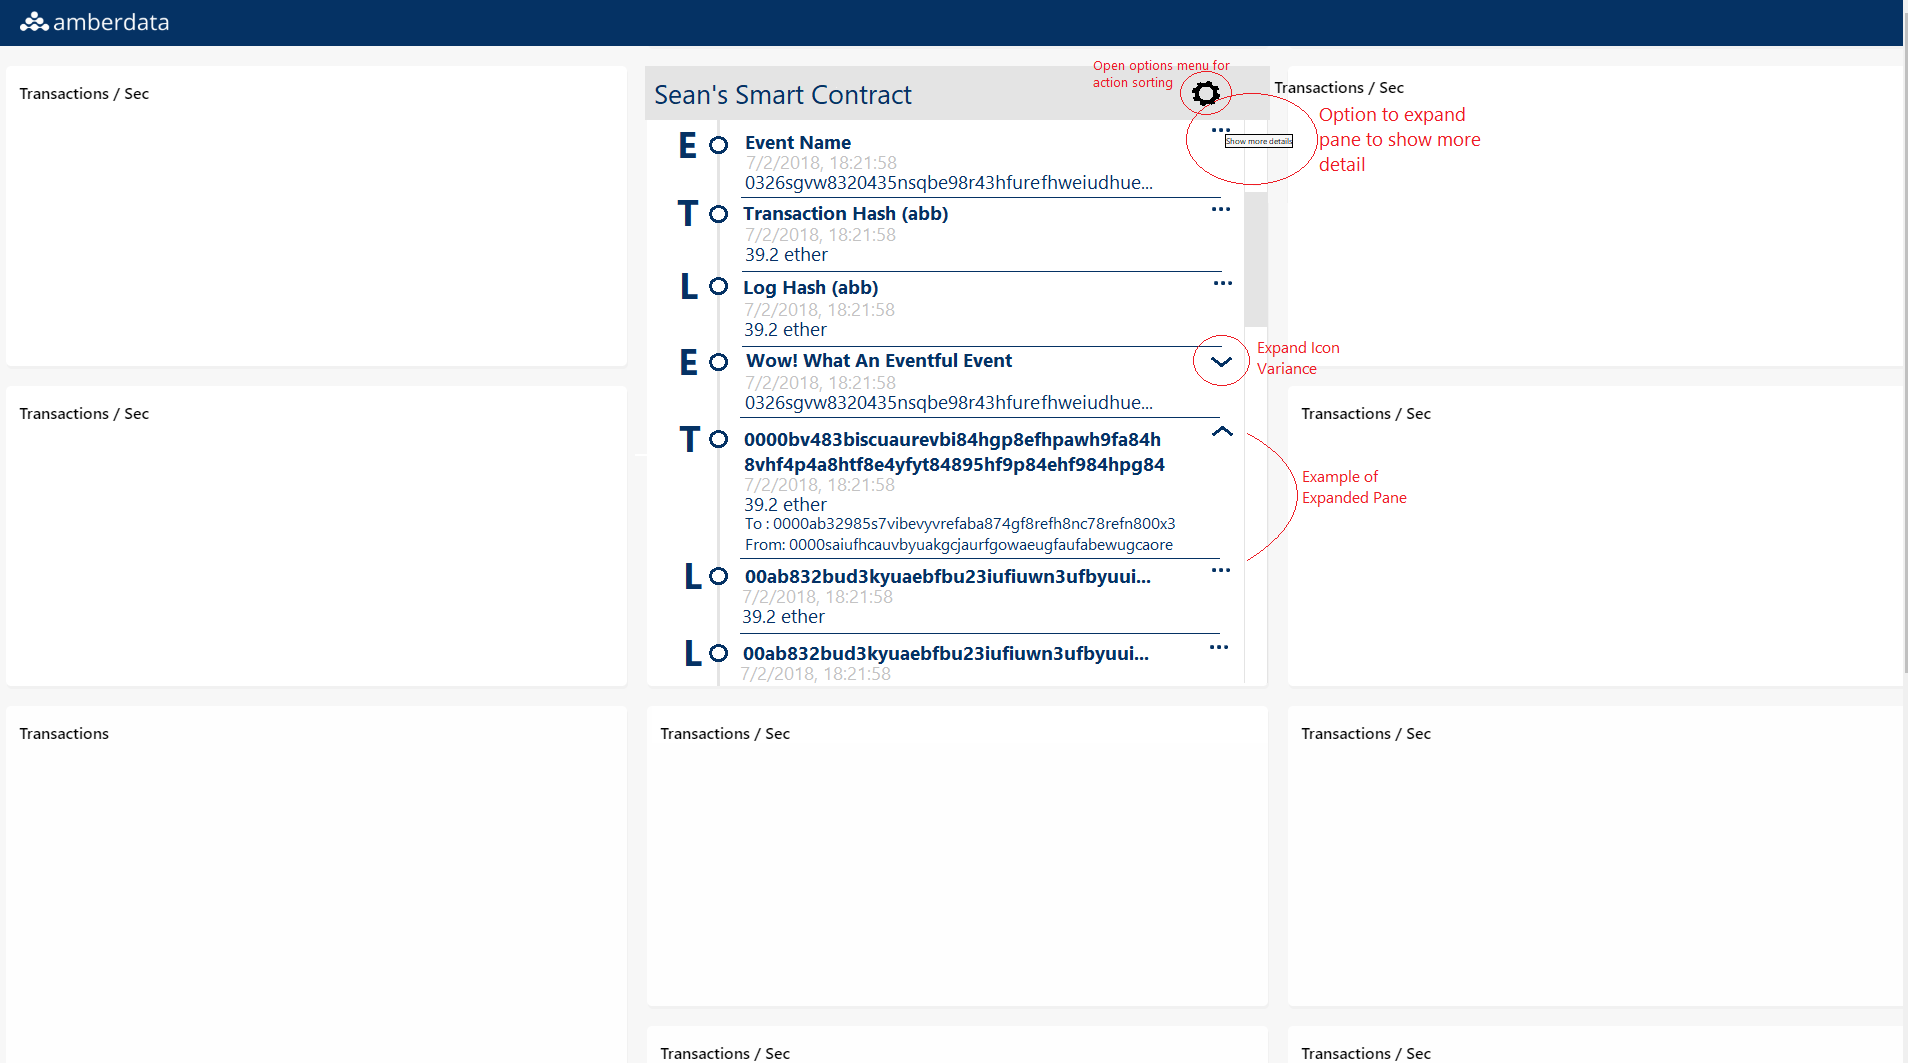 amberdata
Transactions / Sec
Transactions / Sec
Transactions
Open options menu for
action sorting
Sean's Smart Contract
E
Event Name
7/2/2018, 18:21:58
0326sgvw8320435nsqbe98r43hfurefhweiudhue...
...
Show more details
T
Transaction Hash (abb)
7/2/2018, 18:21:58
39.2 ether
...
L
Log Hash (abb)
7/2/2018, 18:21:58
39.2 ether
...
E
Wow! What An Eventful Event
7/2/2018, 18:21:58
0326sgvw8320435nsqbe98r43hfurefhweiudhue...
T
0000bv483biscuaurevbi84hgp8efhpawh9fa84h
8vhf4p4a8htf8e4yfyt84895hf9p84ehf984hpg84
7/2/2018, 18:21:58
39.2 ether
To : 0000ab32985s7vibevyvrefaba874gf8refh8nc78refn800x3
From: 0000saiufhcauvbyuakgcjaurfgowaeugfaufabewugcaore
L
00ab832bud3kyuaebfbu23iufiuwn3ufbyuui...
7/2/2018, 18:21:58
39.2 ether
...
L
00ab832bud3kyuaebfbu23iufiuwn3ufbyuui...
7/2/2018, 18:21:58
...
Transactions / Sec
Transactions / Sec
Transactions / Sec
Option to expand
pane to show more
detail
Expand Icon
Variance
Transactions / Sec
Example of
Expanded Pane
Transactions / Sec
Transactions / Sec